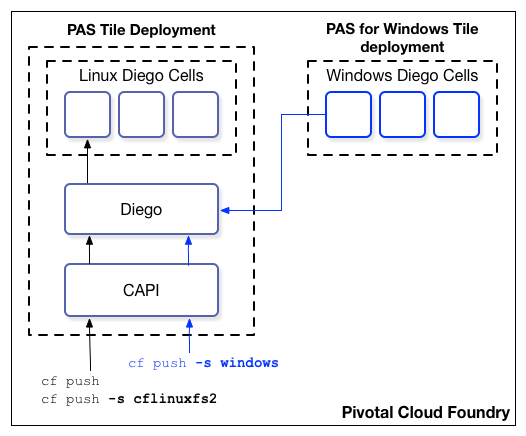 PAS Tile Deployment
PAS for Windows Tile
deployment
Linux Diego Cells
Windows Diego Cells
Diego
CAPI
cf push -s windows
cf push
cf push -s cflinuxfs2
Pivotal Cloud Foundry